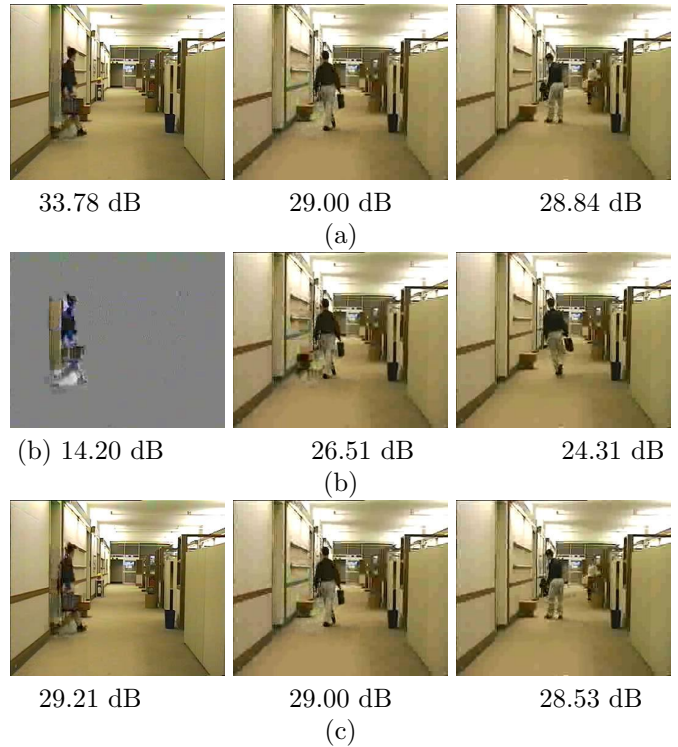 33.78 dB 29.00 dB 28.84 dB
(a)
(b) 14.20 dB 26.51 dB 24.31 dB
(b)
29.21 dB 29.00 dB 28.53 dB
(c)